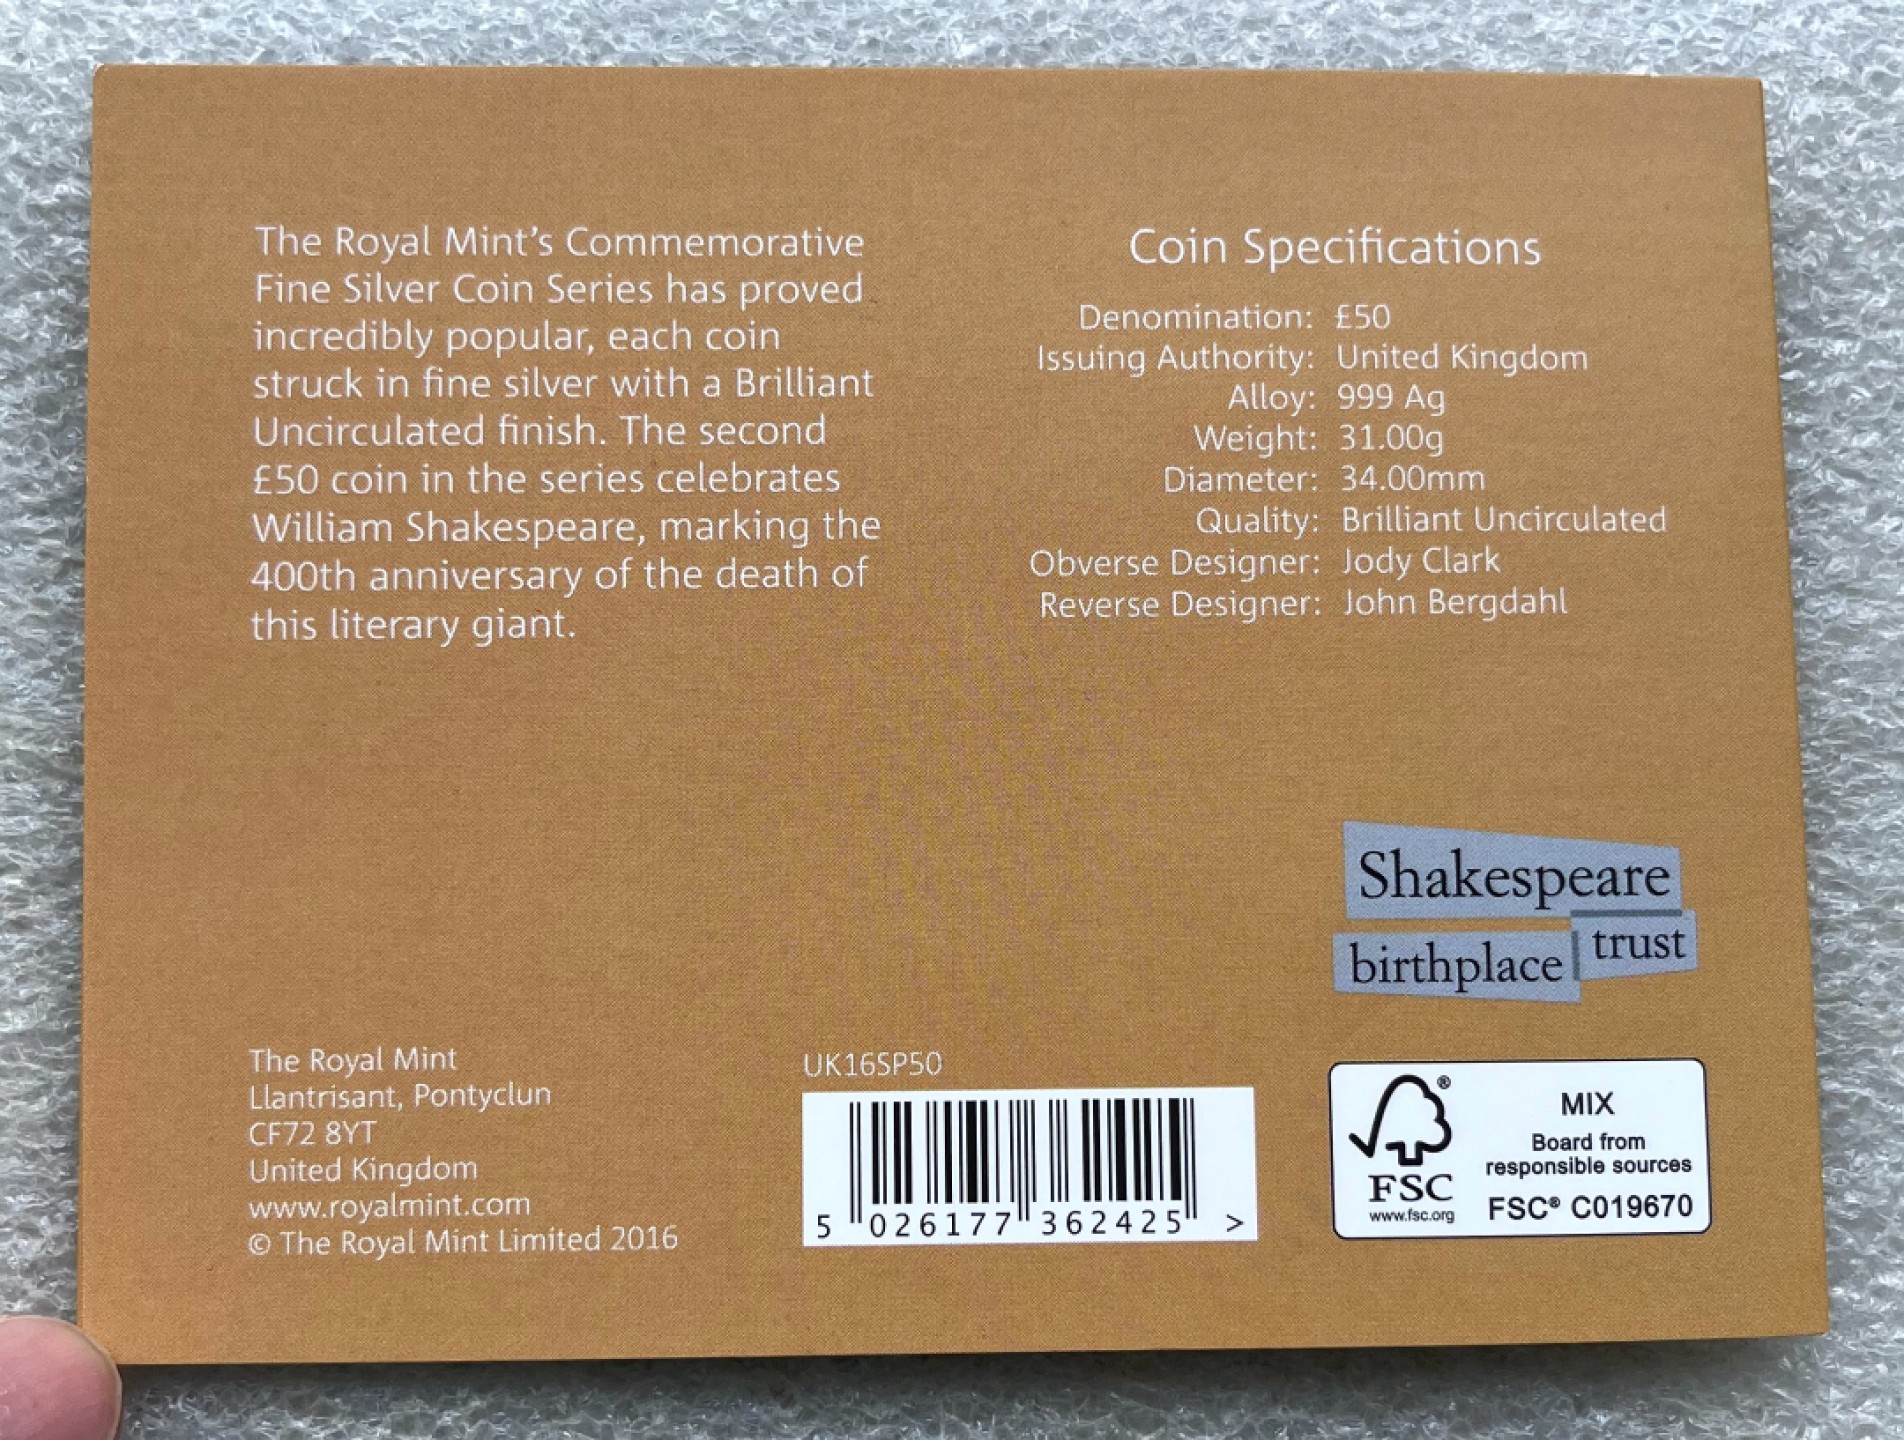 The Royal Mint's Commemorative
Fine Silver Coin Series has proved
incredibly popular, each coin
struck in fine silver with a Brilliant
Uncirculated finish. The second
£50 coin in the series celebrates
William Shakespeare, marking the
400th anniversary of the death of
this literary giant.
Coin Specifications
Denomination: £50
Issuing Authority: United Kingdom
Alloy: 999 Ag
Weight: 31.00g
Diameter: 34.00mm
Quality: Brilliant Uncirculated
Obverse Designer: Jody Clark
Reverse Designer: John Bergdahl
Shakespeare
birthplace trust
The Royal Mint
Llantrisant, Pontyclun
CF72 8YT
United Kingdom
www.royalmint.com
© The Royal Mint Limited 2016
UK16SP50
5 026177 362425 >
FSC®
www.fsc.org
MIX
Board from
responsible sources
FSC® C019670